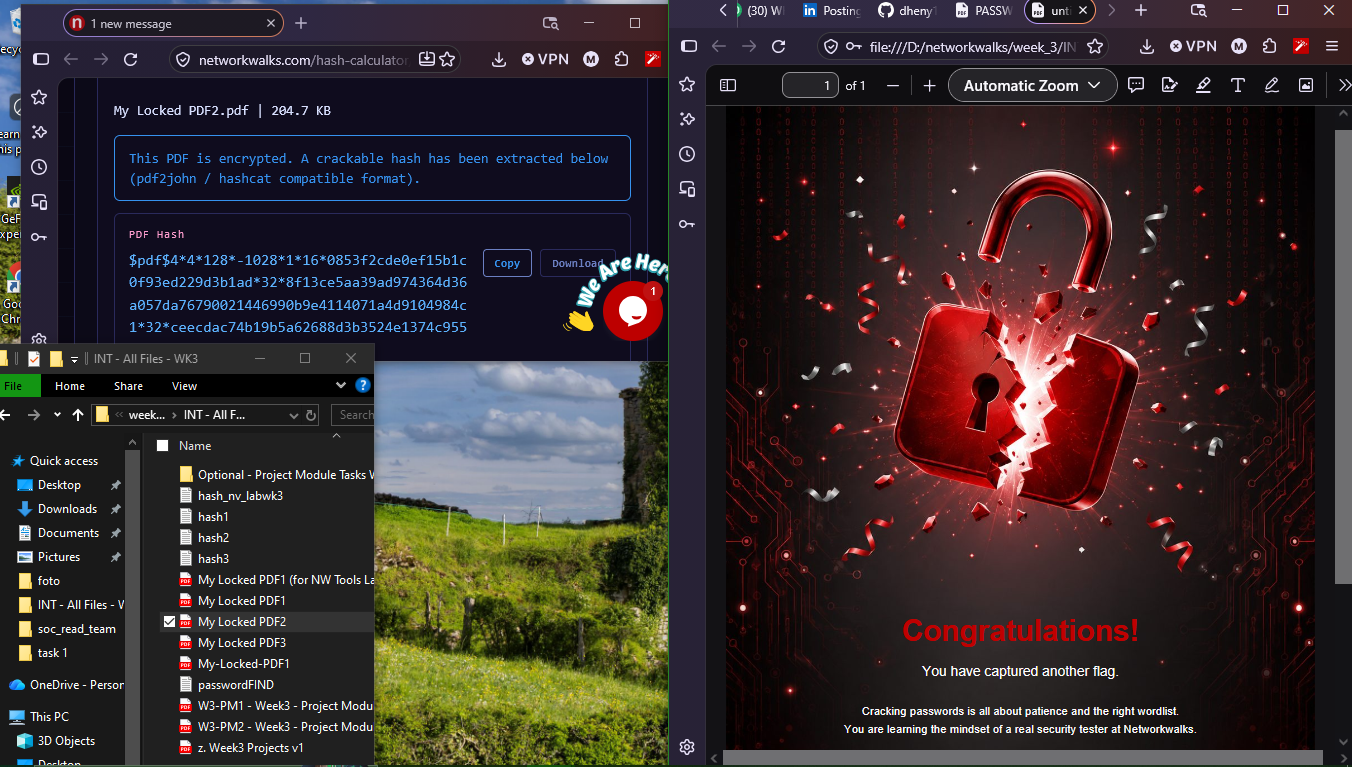 1 new message
networkwalks.com/hash-calculator
VPN
M
My Locked PDF2.pdf | 204.7 KB
This PDF is encrypted. A crackable hash has been extracted below
(pdf2john / hashcat compatible format).
PDF Hash
$pdf$4*4*128*-1028*1*16*0853f2cde0ef15b1c
0f93ed229d3b1ad*32*8f13ce5aa39ad974364d36
a057da76790021446990b9e4114071a4d9104984c
1*32*ceecdac74b19b5a62688d3b3524e1374c955
Copy
Download
We Are Here
1
INT - All Files - WK3
File
Home
Share
View
week...
INT - All F...
Search
Name
Quick access
Desktop
Downloads
Documents
Pictures
foto
INT - All Files - W
soc_read_team
task 1
OneDrive - Person
This PC
3D Objects
Desktop
Optional - Project Module Tasks W
hash_nv_labwk3
hash1
hash2
hash3
My Locked PDF1 (for NW Tools La
My Locked PDF1
My Locked PDF2
My Locked PDF3
My-Locked-PDF1
passwordFIND
W3-PM1 - Week3 - Project Modu
W3-PM2 - Week3 - Project Modu
z. Week3 Projects v1
(30) W
Posting
dheny
PASSW
unti
file:///D:/networkwalks/week_3/IN
VPN
M
1
of 1
Automatic Zoom
Congratulations!
You have captured another flag.
Cracking passwords is all about patience and the right wordlist.
You are learning the mindset of a real security tester at Networkwalks.